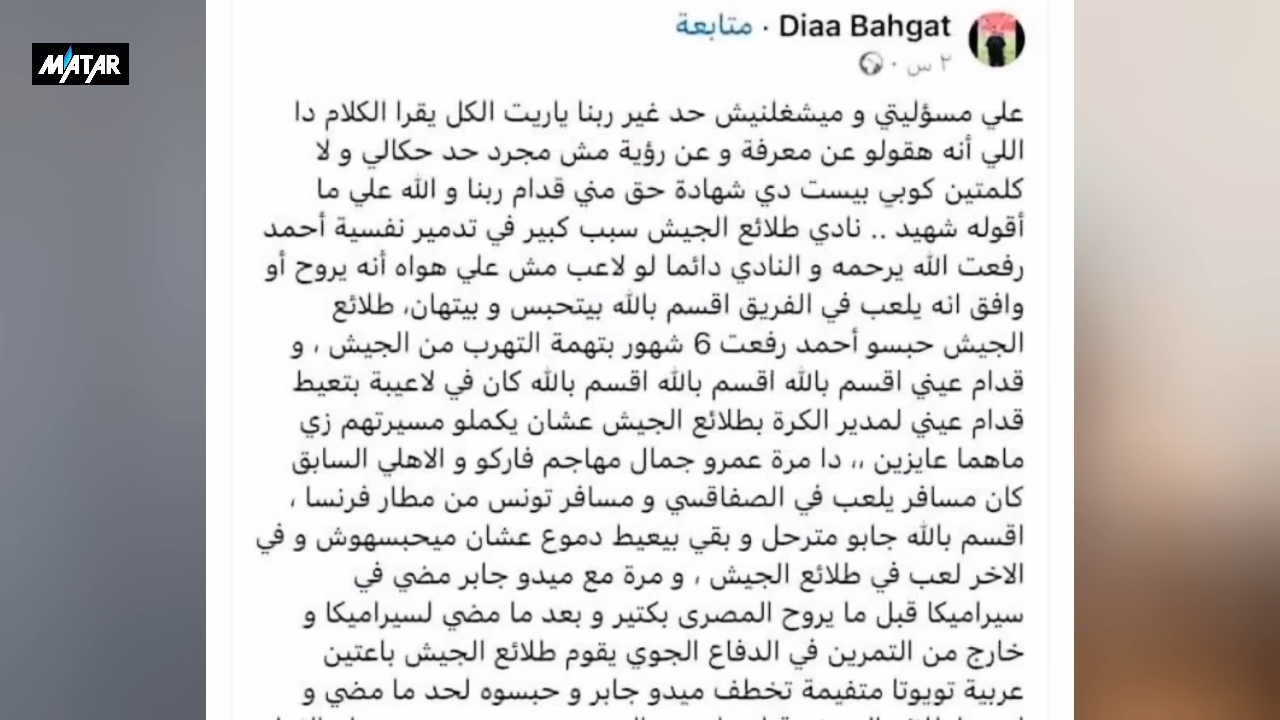 MATAR
Diaa Bahgat · متابعة
٢ س ·
علي مسؤليتي و ميشغلنيش حد غير ربنا ياريت الكل يقرا الكلام دا
اللي أنه هقولو عن معرفة و عن رؤية مش مجرد حد حكالي و لا
كلمتين كوبي بيست دي شهادة حق مني قدام ربنا و الله علي ما
أقوله شهيد .. نادي طلائع الجيش سبب كبير في تدمير نفسية أحمد
رفعت الله يرحمه و النادي دائما لو لاعب مش علي هواه أنه يروح أو
وافق انه يلعب في الفريق اقسم بالله بيتحبس و بيتهان، طلائع
الجيش حبسو أحمد رفعت 6 شهور بتهمة التهرب من الجيش ، و
قدام عيني اقسم بالله اقسم بالله اقسم بالله كان في لاعيبة بتعيط
قدام عيني لمدير الكرة بطلائع الجيش عشان يكملو مسيرتهم زي
ماهما عايزين ،، دا مرة عمرو جمال مهاجم فاركو و الاهلي السابق
كان مسافر يلعب في الصفاقسي و مسافر تونس من مطار فرنسا ،
اقسم بالله جابو مترحل و بقي بيعيط دموع عشان ميحبسهوش و في
الاخر لعب في طلائع الجيش ، و مرة مع ميدو جابر مضي في
سيراميكا قبل ما يروح المصرى بكتير و بعد ما مضي لسيراميكا و
خارج من التمرين في الدفاع الجوي يقوم طلائع الجيش باعتين
عربية تويوتا متفيمة تخطف ميدو جابر و حبسوه لحد ما مضي و